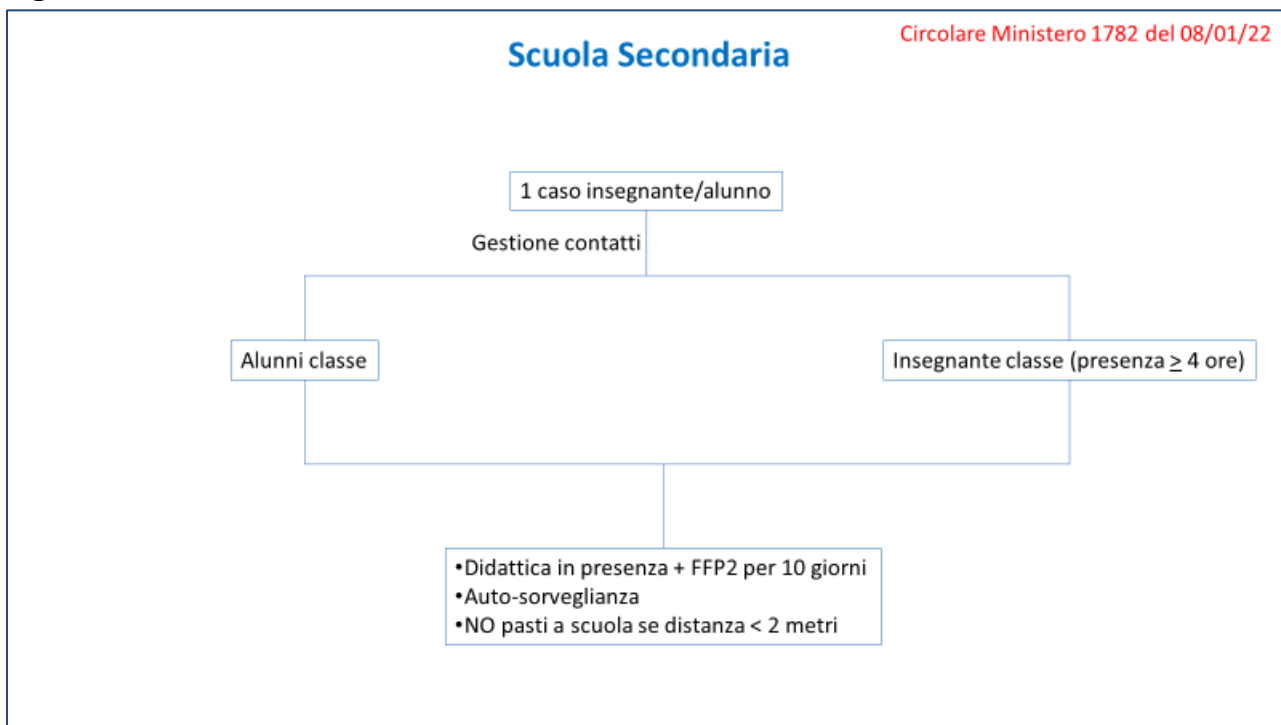 Circolare Ministero 1782 del 08/01/22
Scuola Secondaria
1 caso insegnante/alunno
Gestione contatti
Alunni classe
Insegnante classe (presenza ≥ 4 ore)
•Didattica in presenza + FFP2 per 10 giorni
•Auto-sorveglianza
•NO pasti a scuola se distanza < 2 metri